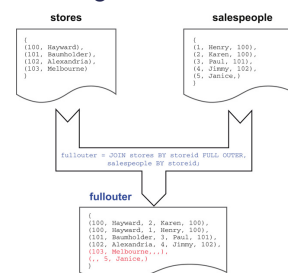 stores
{
(100, Hayward),
(101, Baumholder),
(102, Alexandria),
(103, Melbourne)
}
salespeople
{
(1, Henry, 100),
(2, Karen, 100),
(3, Paul, 101),
(4, Jimmy, 102),
(5, Janice,)
}
fullouter = JOIN stores BY storeid FULL OUTER,
salespeople BY storeid;
fullouter
{
(100, Hayward, 2, Karen, 100),
(100, Hayward, 1, Henry, 100),
(101, Baumholder, 3, Paul, 101),
(102, Alexandria, 4, Jimmy, 102),
(103, Melbourne,,,),
(,, 5, Janice,)
}